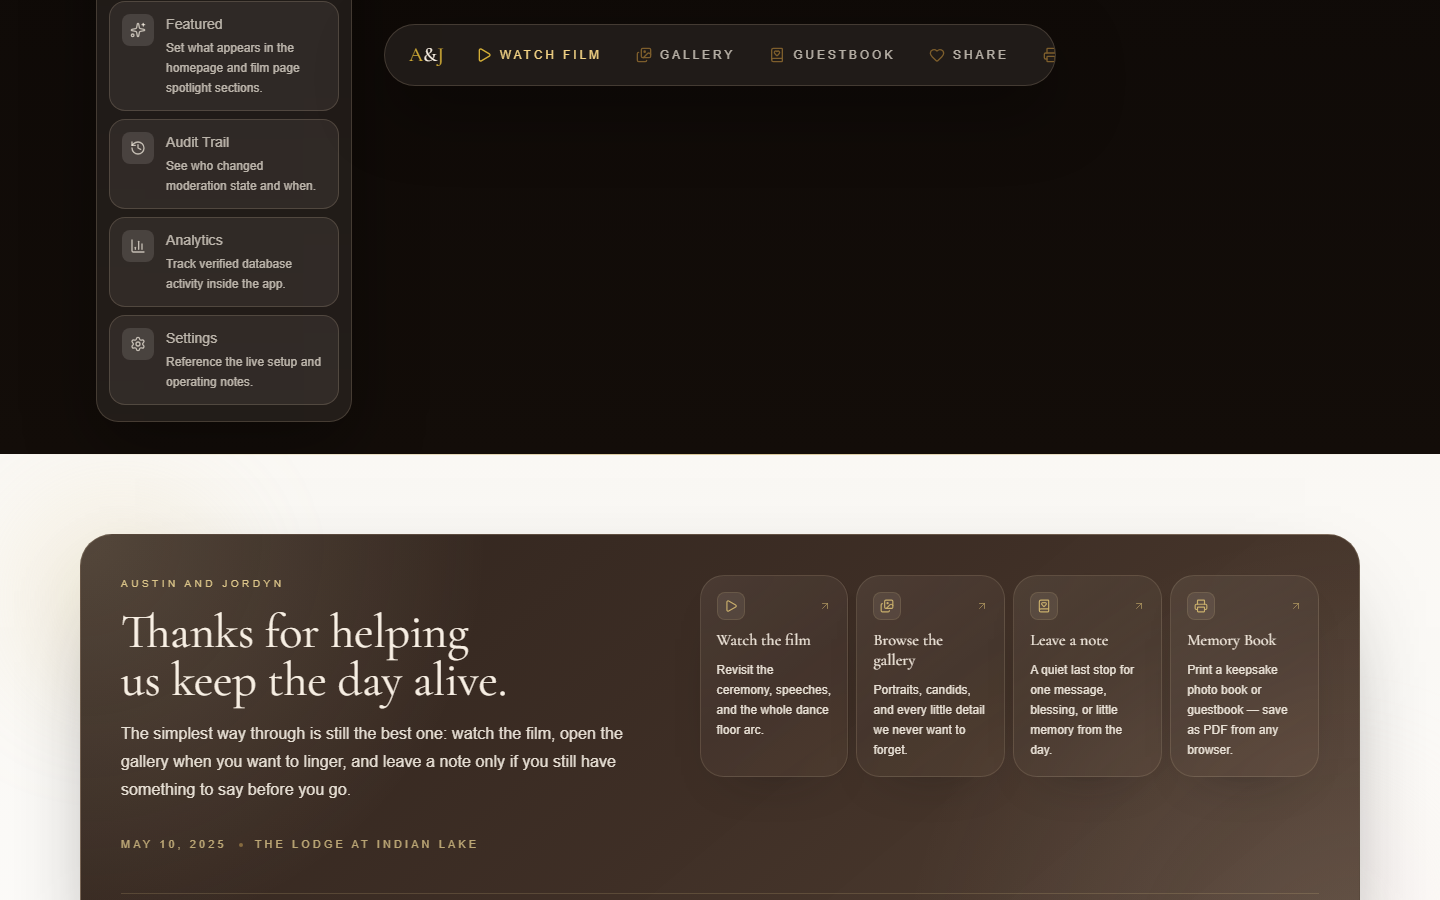 Featured
Set what appears in the
homepage and film page
spotlight sections.
Audit Trail
See who changed
moderation state and when.
Analytics
Track verified database
activity inside the app.
Settings
Reference the live setup and
operating notes.
A&J
WATCH FILM
GALLERY
GUESTBOOK
SHARE
AUSTIN AND JORDYN
Thanks for helping
us keep the day alive.
The simplest way through is still the best one: watch the film, open the
gallery when you want to linger, and leave a note only if you still have
something to say before you go.
MAY 10, 2025 • THE LODGE AT INDIAN LAKE
Watch the film
Revisit the
ceremony, speeches,
and the whole dance
floor arc.
Browse the
gallery
Portraits, candids,
and every little detail
we never want to
forget.
Leave a note
A quiet last stop for
one message,
blessing, or little
memory from the
day.
Memory Book
Print a keepsake
photo book or
guestbook — save
as PDF from any
browser.